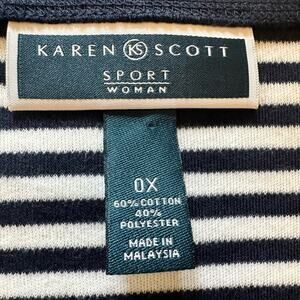 KAREN KS SCOTT
SPORT
WOMAN
0X
60% COTTON
40%
POLYESTER
MADE IN
MALAYSIA